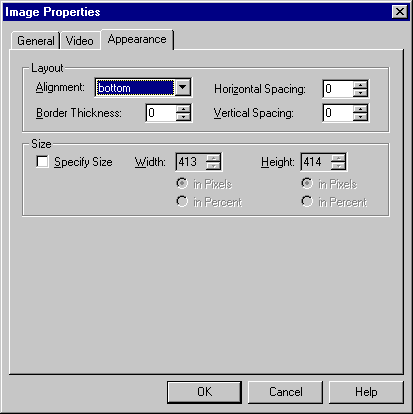 Image Properties
General Video Appearance
Layout
Alignment: bottom Horizontal Spacing: 0
Border Thickness: 0 Vertical Spacing: 0
Size
Specify Size Width: 413 Height: 414
in Pixels in Pixels
in Percent in Percent
OK Cancel Help